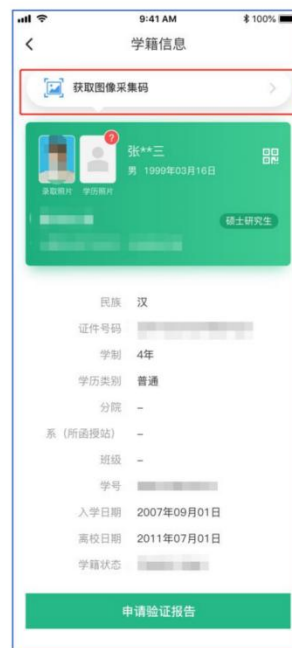 9:41 AM
100%
学籍信息
获取图像采集码
?
张**三
男 1999年03月16日
录取照片 学历照片
硕士研究生
民族 汉
证件号码
学制 4年
学历类别 普通
分院 –
系（所函授站） –
班级 –
学号
入学日期 2007年09月01日
离校日期 2011年07月01日
学籍状态
申请验证报告